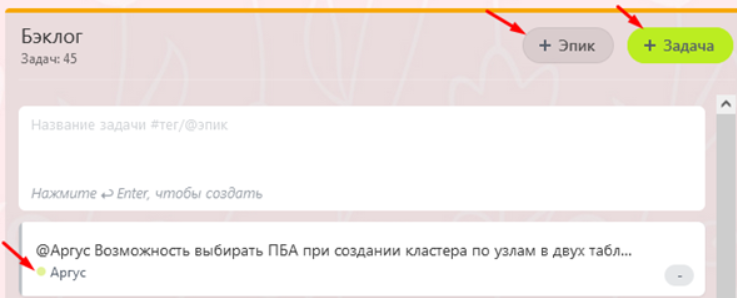 Бэклог
Задач: 45
+ Эпик
+ Задача
Название задачи #тег/@эпик
Нажмите ↩ Enter, чтобы создать
@Аргус Возможность выбирать ПБА при создании кластера по узлам в двух табл...
Аргус
-